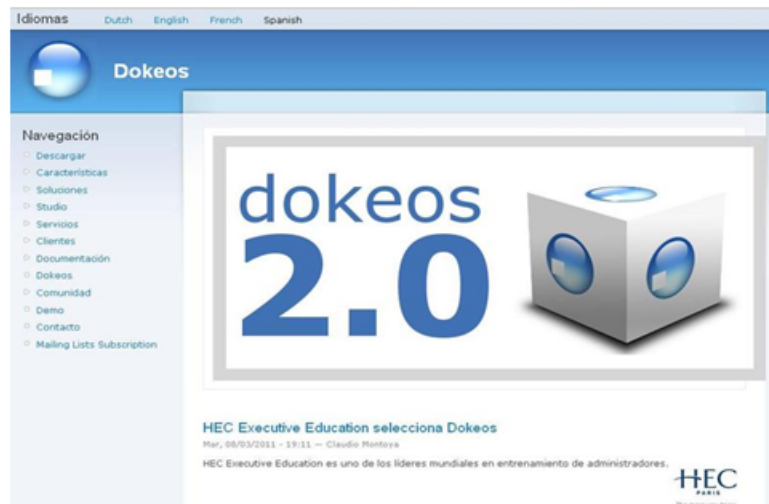 Idiomas Dutch English French Spanish
Dokeos
Navegación
Descargar
Características
Soluciones
Studio
Servicios
Clientes
Documentación
Dokeos
Comunidad
Demo
Contacto
Mailing Lists Subscription
dokeos
2.0
HEC Executive Education selecciona Dokeos
Mar, 08/03/2011 - 19:11 — Claudio Montoya
HEC Executive Education es uno de los líderes mundiales en entrenamiento de administradores.
HEC
PARIS